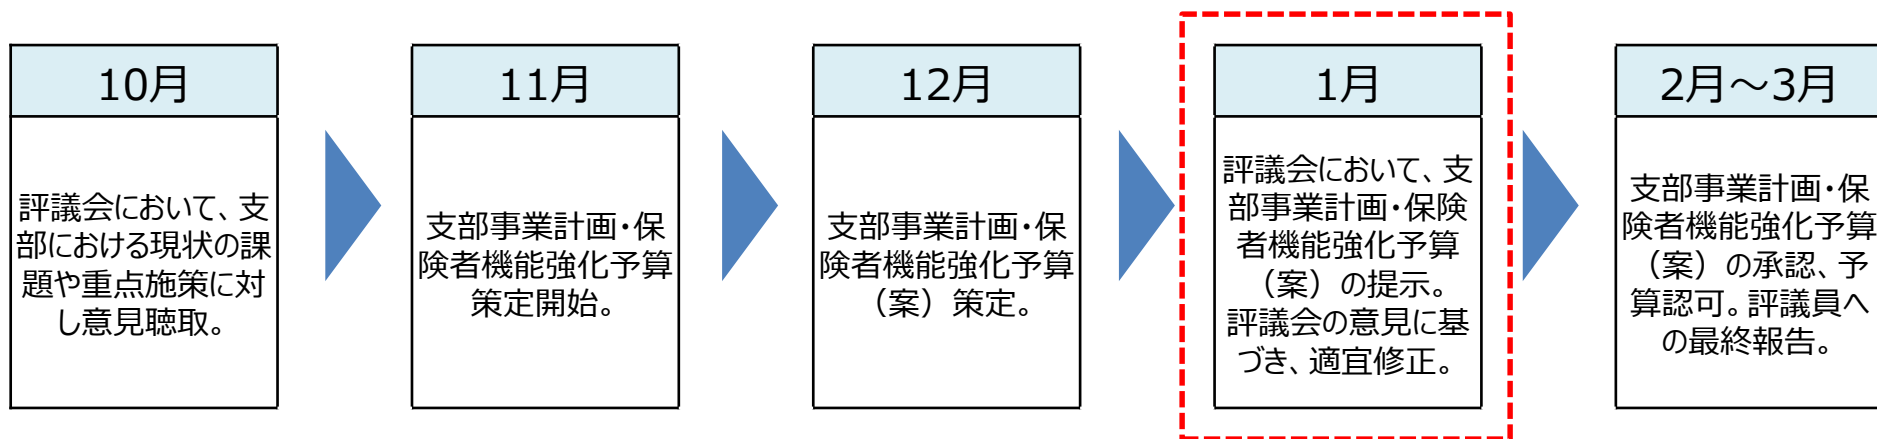 10月
評議会において、支
部における現状の課
題や重点施策に対
し意見聴取。
11月
支部事業計画・保
険者機能強化予算
策定開始。
12月
支部事業計画・保
険者機能強化予算
（案）策定。
1月
評議会において、支
部事業計画・保険
者機能強化予算
（案）の提示。
評議会の意見に基
づき、適宜修正。
2月～3月
支部事業計画・保
険者機能強化予算
（案）の承認、予
算認可。評議員へ
の最終報告。